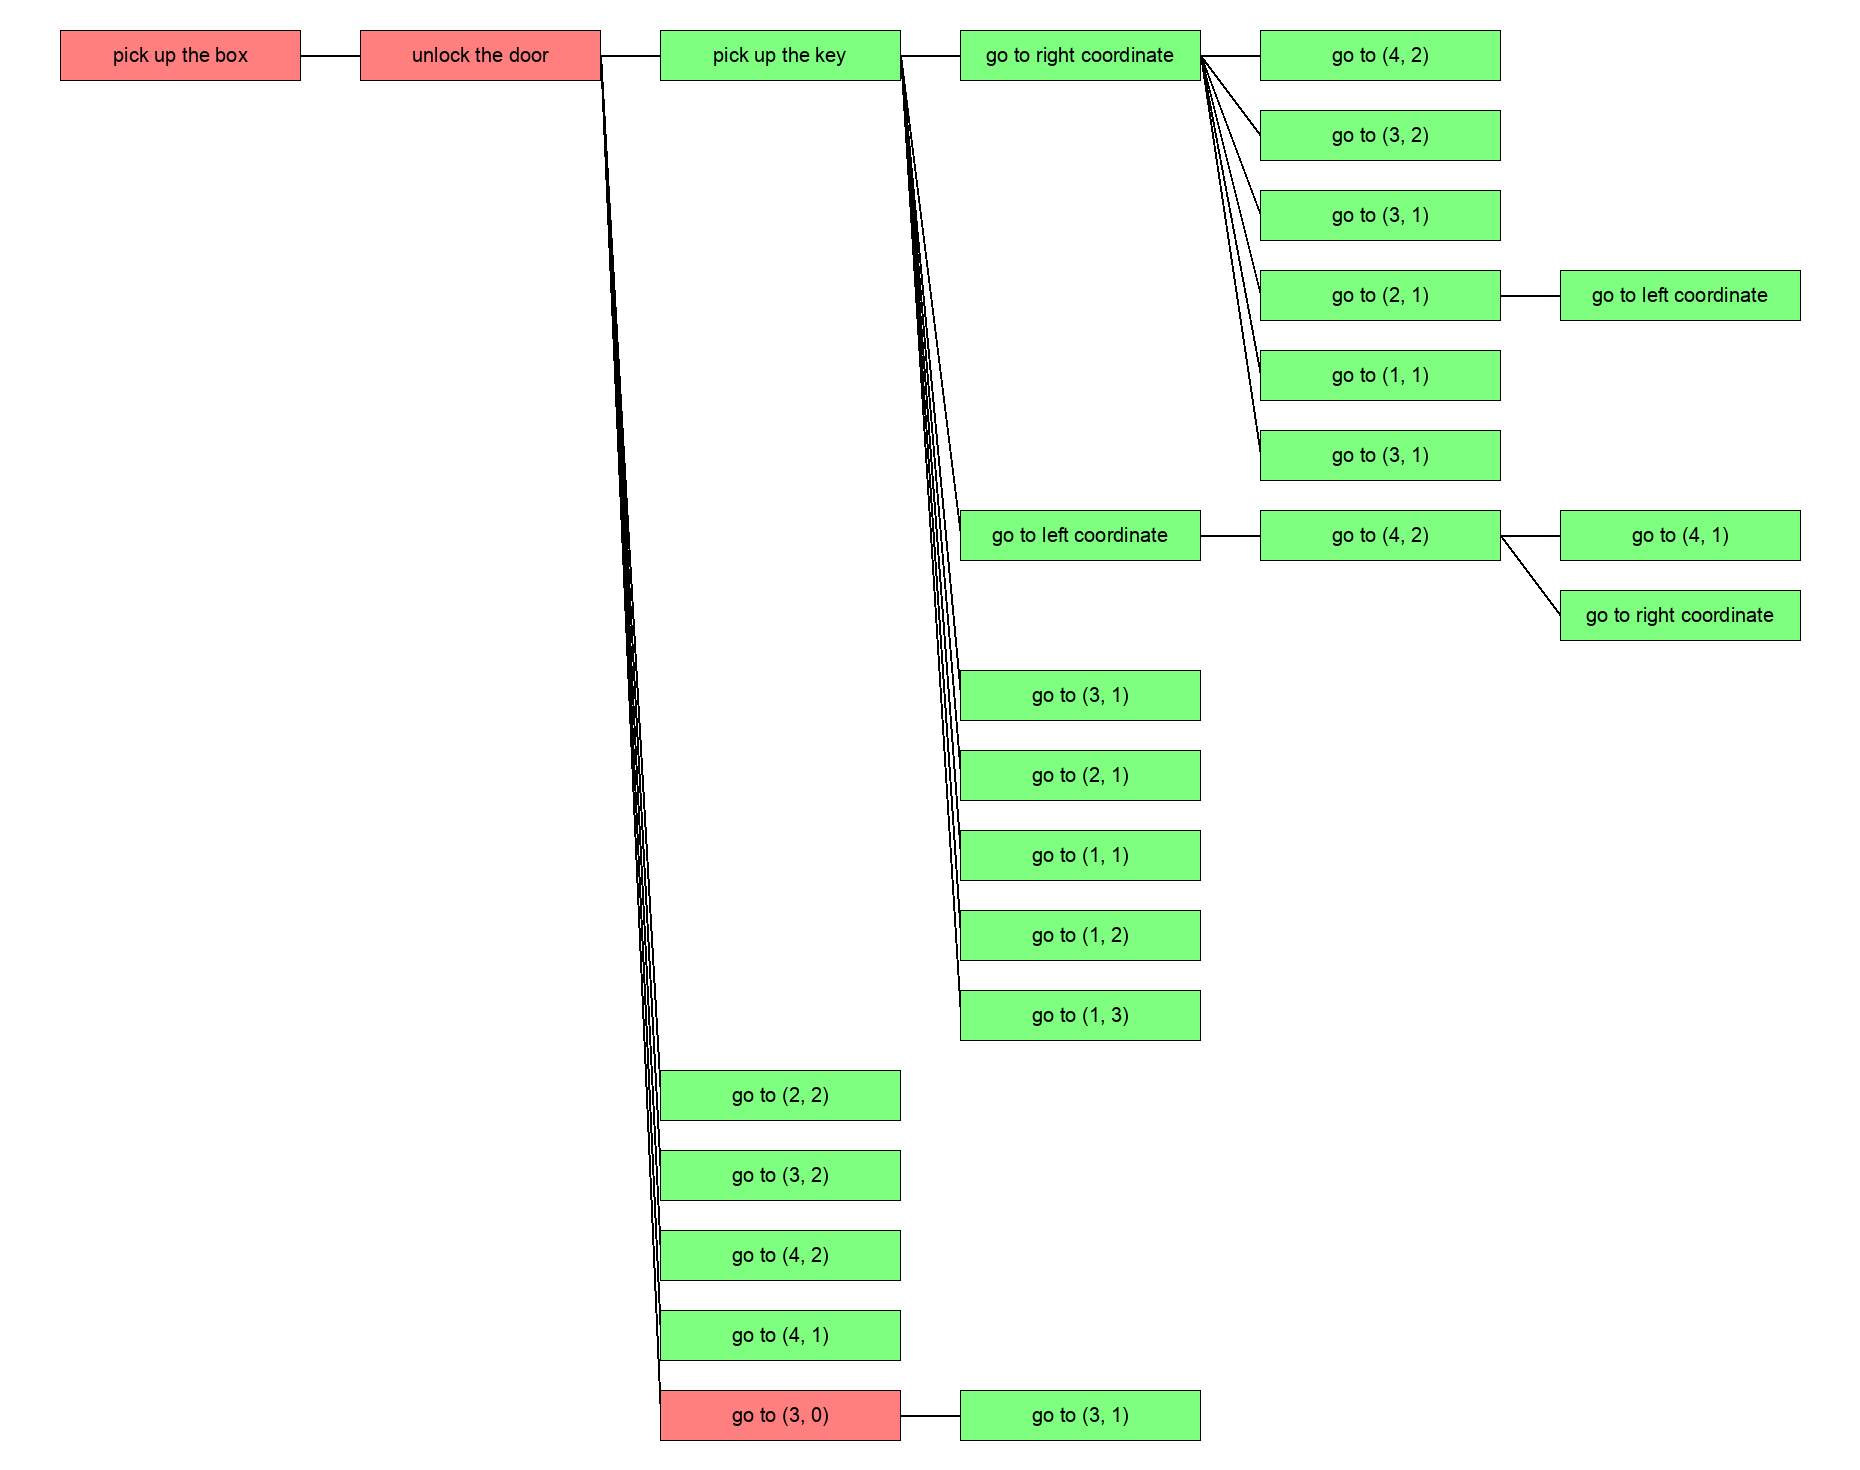 pick up the box
unlock the door
pick up the key
go to right coordinate
go to (4, 2)
go to (3, 2)
go to (3, 1)
go to (2, 1)
go to left coordinate
go to (1, 1)
go to (3, 1)
go to left coordinate
go to (4, 2)
go to (4, 1)
go to right coordinate
go to (3, 1)
go to (2, 1)
go to (1, 1)
go to (1, 2)
go to (1, 3)
go to (2, 2)
go to (3, 2)
go to (4, 2)
go to (4, 1)
go to (3, 0)
go to (3, 1)